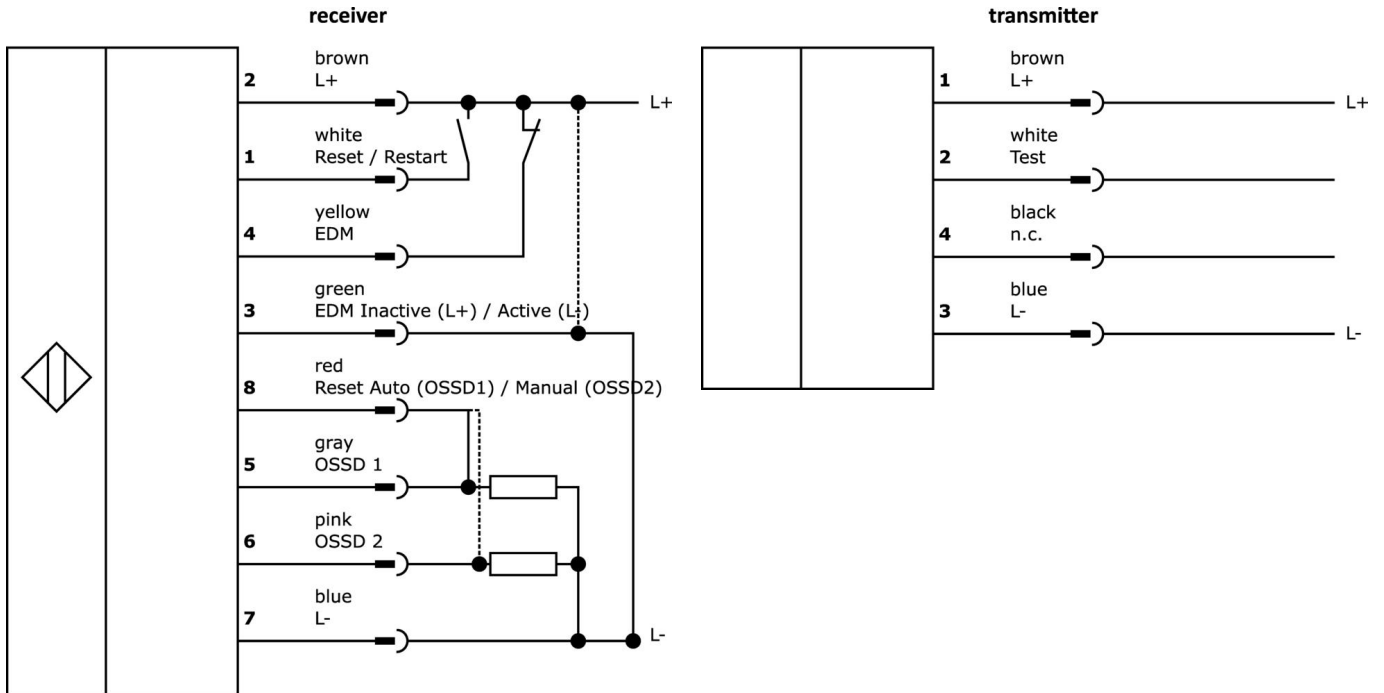 receiver
brown
2 L+
L+
white
1 Reset / Restart
yellow
4 EDM
green
3 EDM Inactive (L+) / Active (L-)
red
8 Reset Auto (OSSD1) / Manual (OSSD2)
gray
5 OSSD 1
pink
6 OSSD 2
blue
7 L-
L-
transmitter
brown
1 L+
L+
white
2 Test
black
4 n.c.
blue
3 L-
L-